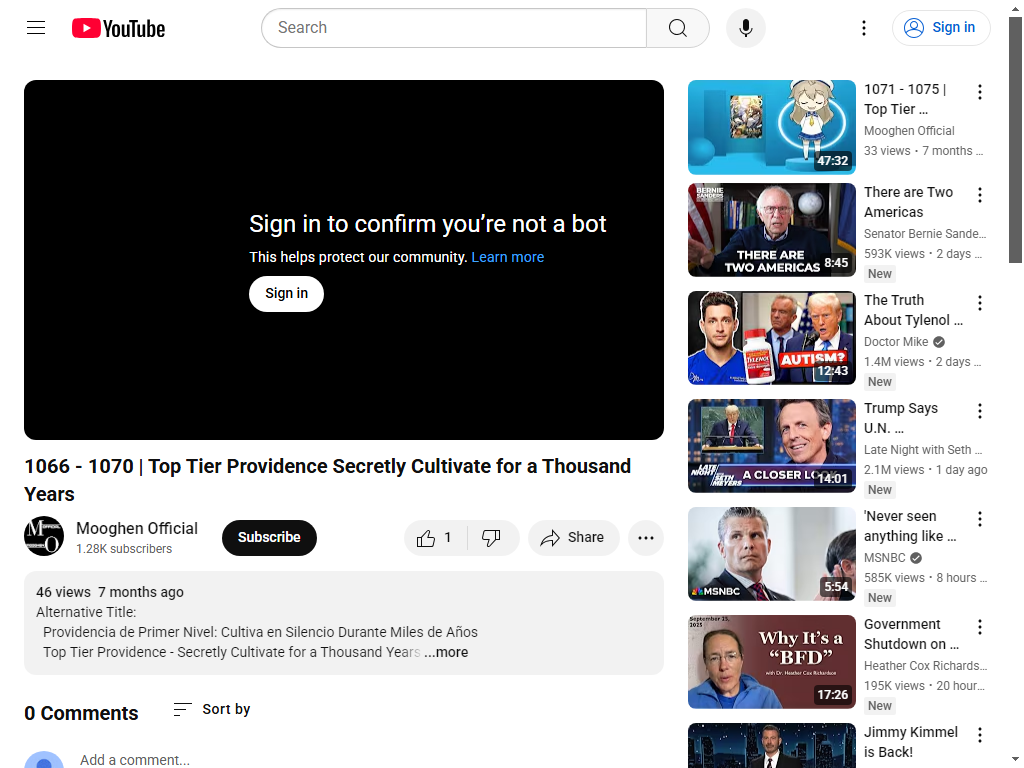 YouTube
Search
Sign in
Sign in to confirm you’re not a bot
This helps protect our community. Learn more
Sign in
1066 - 1070 | Top Tier Providence Secretly Cultivate for a Thousand
Years
Mooghen Official
1.28K subscribers
Subscribe
1
Share
46 views 7 months ago
Alternative Title:
Providencia de Primer Nivel: Cultiva en Silencio Durante Miles de Años
Top Tier Providence - Secretly Cultivate for a Thousand Years ...more
0 Comments
Sort by
Add a comment...
47:32
1071 - 1075 |
Top Tier ...
Mooghen Official
33 views • 7 months ...
BERNIE
SANDERS
THERE ARE
TWO AMERICAS
8:45
There are Two
Americas
Senator Bernie Sande...
593K views • 2 days ...
New
TYLENOL
AUTISM?
12:43
The Truth
About Tylenol ...
Doctor Mike
1.4M views • 2 days ...
New
LATE
NIGHT
SETH
MEYERS
A CLOSER LOOK
14:01
Trump Says
U.N. ...
Late Night with Seth ...
2.1M views • 1 day ago
New
MSNBC
5:54
'Never seen
anything like ...
MSNBC
585K views • 8 hours ...
New
September 25,
2025
Why It's a
“BFD”
with Dr. Heather Cox Richardson
17:26
Government
Shutdown on ...
Heather Cox Richards...
195K views • 20 hour...
New
Jimmy Kimmel
is Back!